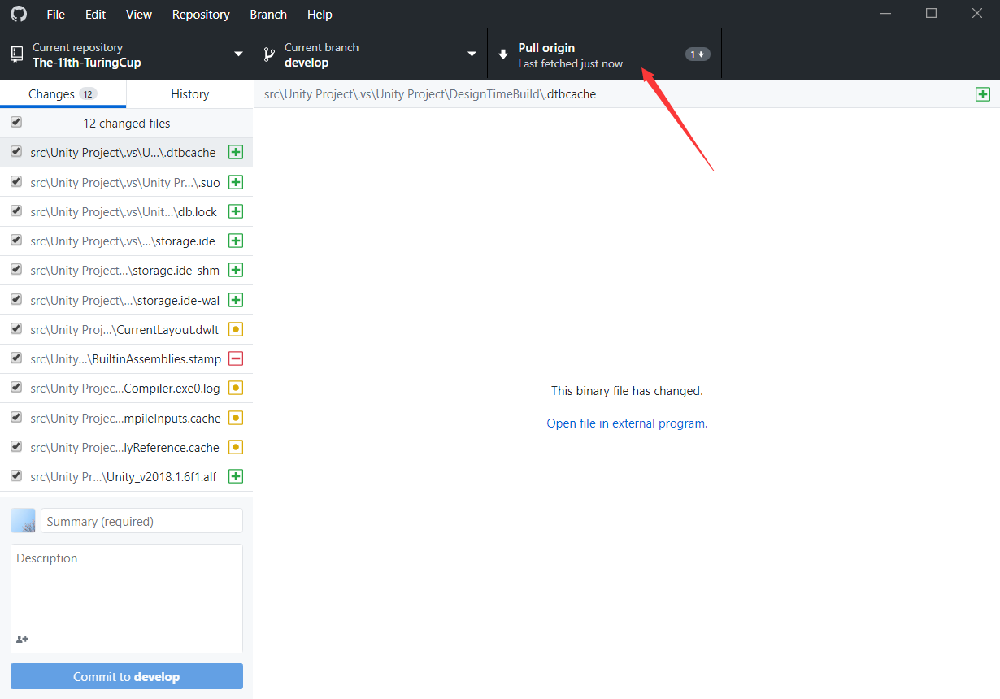 File Edit View Repository Branch Help
Current repository
The-11th-TuringCup
Current branch
develop
Pull origin
Last fetched just now
1
Changes 12
History
src\Unity Project\.vs\Unity Project\DesignTimeBuild\.dtbcache
12 changed files
src\Unity Project\.vs\U...\.dtbcache
src\Unity Project\.vs\Unity Pr...\.suo
src\Unity Project\.vs\Unit...\db.lock
src\Unity Project\.vs\...\storage.ide
src\Unity Project...\storage.ide-shm
src\Unity Project\...\storage.ide-wal
src\Unity Proj...\CurrentLayout.dwlt
src\Unity...\BuiltinAssemblies.stamp
src\Unity Projec...Compiler.exe0.log
src\Unity Projec...mpileInputs.cache
src\Unity Projec...lyReference.cache
src\Unity Pr...\Unity_v2018.1.6f1.alf
This binary file has changed.
Open file in external program.
Summary (required)
Description
Commit to develop